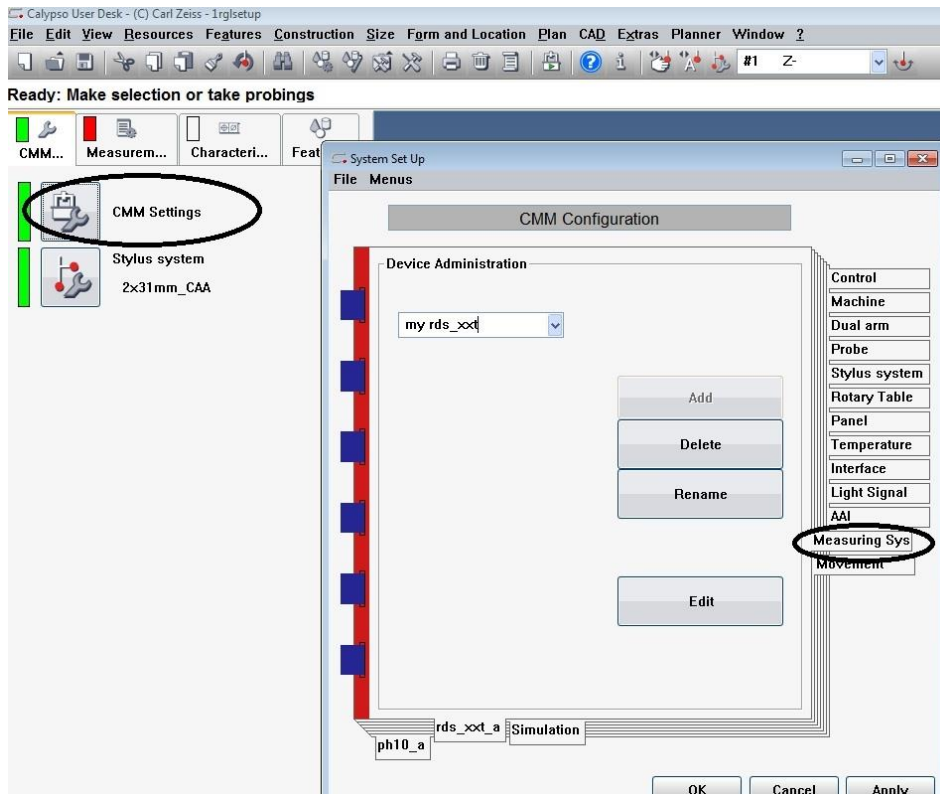 Calypso User Desk - (C) Carl Zeiss - 1rglsetup
File Edit View Resources Features Construction Size Form and Location Plan CAD Extras Planner Window ?
#1 Z-
Ready: Make selection or take probings
CMM... Measurem... Characteri... Feat
CMM Settings
Stylus system
2x31mm_CAA
System Set Up
File Menus
CMM Configuration
Device Administration
my rds_xxt
Add
Delete
Rename
Edit
Control
Machine
Dual arm
Probe
Stylus system
Rotary Table
Panel
Temperature
Interface
Light Signal
AAI
Measuring Sys
Movement
ph10_a rds_xxt_a Simulation
OK Cancel Apply